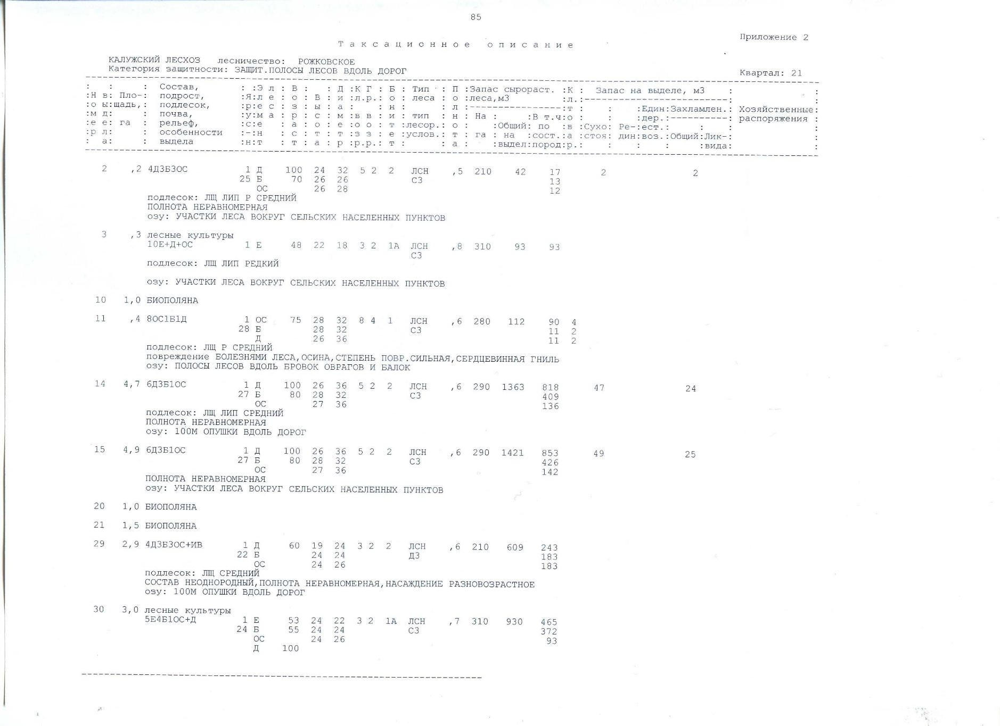 85
Приложение 2
Таксационное описание
КАЛУЖСКИЙ ЛЕСХОЗ лесничество: РОЖКОВСКОЕ
Категория защитности: ЗАЩИТ.ПОЛОСЫ ЛЕСОВ ВДОЛЬ ДОРОГ Квартал: 21
: : : Состав, : :Э л : В : : Д :К Г : Б : Тип : П :Запас сырораст. :К : Запас на выделе, м3 : :
:Н в: Пло-: подрост, :Я:л е : о : В : и :л.р.: о : леса : о :леса,м3 :л.:-------------------------: :
:о ы:щадь,: подлесок, :р:е с : з : ы : а : : н : : л :----------------:т : : :Един:Захламлен.: Хозяйственные:
:м д: : почва, :у:м а : р : с : м :в в : и : тип : н : На : :В т.ч:о : : :дер.:----------: распоряжения :
:е е: га : рельеф, :с:е : а : о : е :о о : т :лесор.: о : :Общий: по :в :Сухо: Ре-:ест.: : : :
:р л: : особенности :-:н : с : т : т :з з : е :услов.: т : га : на :сост.:а :стоя: дин:воз.:Общий:Лик-: :
: а: : выдела :н:т : т : а : р :р.р.: т : : а : :выдел:пород:р.: : : : :вида: :
2 ,2 4Д3Б3ОС 1 Д 100 24 32 5 2 2 ЛСН ,5 210 42 17 2 2
25 Б 70 26 26 С3 13
ОС 26 28 12
подлесок: ЛЩ ЛИП Р СРЕДНИЙ
ПОЛНОТА НЕРАВНОМЕРНАЯ
озу: УЧАСТКИ ЛЕСА ВОКРУГ СЕЛЬСКИХ НАСЕЛЕННЫХ ПУНКТОВ
3 ,3 лесные культуры
10Е+Д+ОС 1 Е 48 22 18 3 2 1А ЛСН ,8 310 93 93
С3
подлесок: ЛЩ ЛИП РЕДКИЙ
озу: УЧАСТКИ ЛЕСА ВОКРУГ СЕЛЬСКИХ НАСЕЛЕННЫХ ПУНКТОВ
10 1,0 БИОПОЛЯНА
11 ,4 8ОС1Б1Д 1 ОС 75 28 32 8 4 1 ЛСН ,6 280 112 90 4
28 Б 28 32 С3 11 2
Д 26 36 11 2
подлесок: ЛЩ Р СРЕДНИЙ
повреждение БОЛЕЗНЯМИ ЛЕСА,ОСИНА,СТЕПЕНЬ ПОВР.СИЛЬНАЯ,СЕРДЦЕВИННАЯ ГНИЛЬ
озу: ПОЛОСЫ ЛЕСОВ ВДОЛЬ БРОВОК ОВРАГОВ И БАЛОК
14 4,7 6Д3Б1ОС 1 Д 100 26 36 5 2 2 ЛСН ,6 290 1363 818 47 24
27 Б 80 28 32 С3 409
ОС 27 36 136
подлесок: ЛЩ ЛИП СРЕДНИЙ
ПОЛНОТА НЕРАВНОМЕРНАЯ
озу: 100М ОПУШКИ ВДОЛЬ ДОРОГ
15 4,9 6Д3Б1ОС 1 Д 100 26 36 5 2 2 ЛСН ,6 290 1421 853 49 25
27 Б 80 28 32 С3 426
ОС 27 36 142
ПОЛНОТА НЕРАВНОМЕРНАЯ
озу: УЧАСТКИ ЛЕСА ВОКРУГ СЕЛЬСКИХ НАСЕЛЕННЫХ ПУНКТОВ
20 1,0 БИОПОЛЯНА
21 1,5 БИОПОЛЯНА
29 2,9 4Д3Б3ОС+ИВ 1 Д 60 19 24 3 2 2 ЛСН ,6 210 609 243
22 Б 24 24 Д3 183
ОС 24 26 183
подлесок: ЛЩ СРЕДНИЙ
СОСТАВ НЕОДНОРОДНЫЙ,ПОЛНОТА НЕРАВНОМЕРНАЯ,НАСАЖДЕНИЕ РАЗНОВОЗРАСТНОЕ
озу: 100М ОПУШКИ ВДОЛЬ ДОРОГ
30 3,0 лесные культуры
5Е4Б1ОС+Д 1 Е 53 24 22 3 2 1А ЛСН ,7 310 930 465
24 Б 55 24 24 С3 372
ОС 24 26 93
Д 100